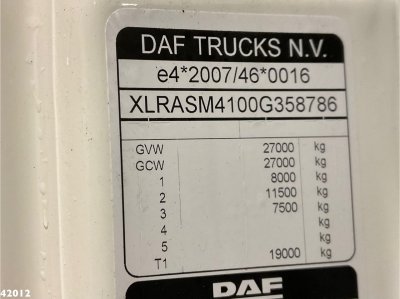 DAF TRUCKS N.V.
e4*2007/46*0016
XLRASM4100G358786
GVW 27000 kg
GCW 27000 kg
1 8000 kg
2 11500 kg
3 7500 kg
4 kg
5 kg
T1 19000 kg
DAF
42012